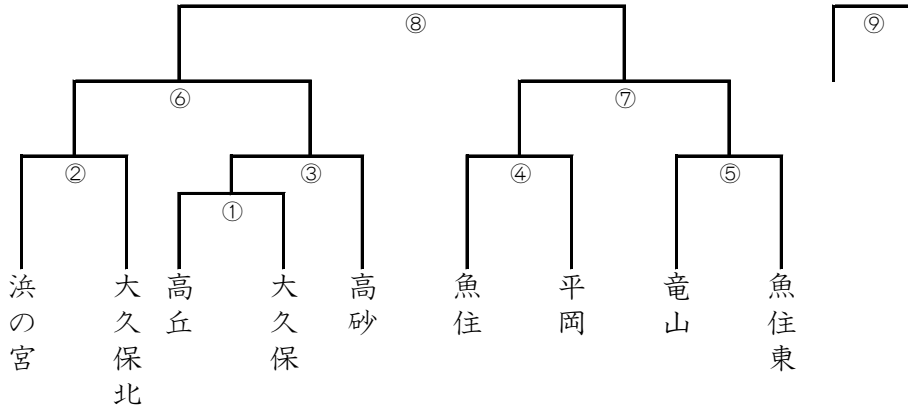 ⑧
⑨
⑥
⑦
②
③
④
⑤
①
浜の宮
大久保北
高丘
大久保
高砂
魚住
平岡
竜山
魚住東